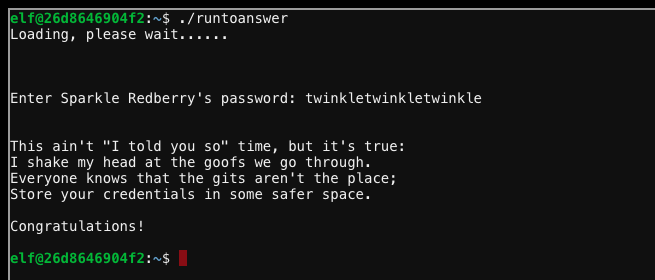 elf@26d8646904f2:~$ ./runtoanswer
Loading, please wait......
Enter Sparkle Redberry's password: twinkletwinkletwinkle
This ain't "I told you so" time, but it's true:
I shake my head at the goofs we go through.
Everyone knows that the gits aren't the place;
Store your credentials in some safer space.
Congratulations!
elf@26d8646904f2:~$